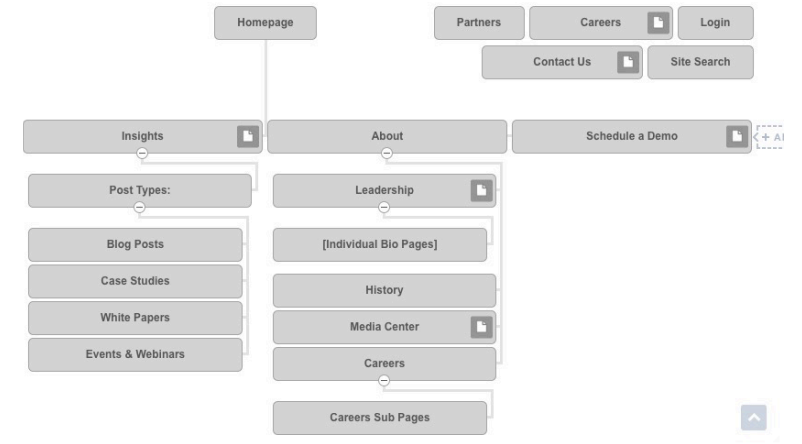 Homepage
Partners
Careers
Login
Contact Us
Site Search
Insights
About
Schedule a Demo
+
Post Types:
Leadership
Blog Posts
[Individual Bio Pages]
Case Studies
History
White Papers
Media Center
Events & Webinars
Careers
Careers Sub Pages